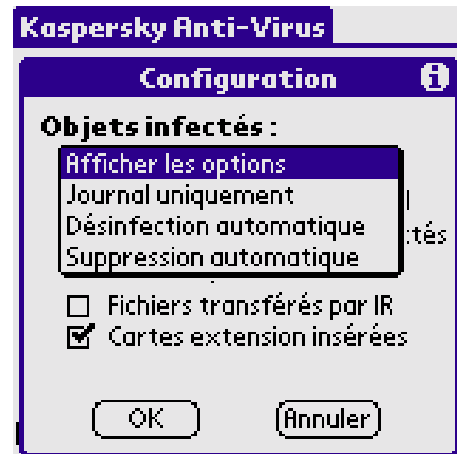 Kaspersky Anti-Virus
Configuration
Objets infectés :
Afficher les options
Journal uniquement
Désinfection automatique
Suppression automatique
Fichiers transférés par IR
Cartes extension insérées
OK
Annuler